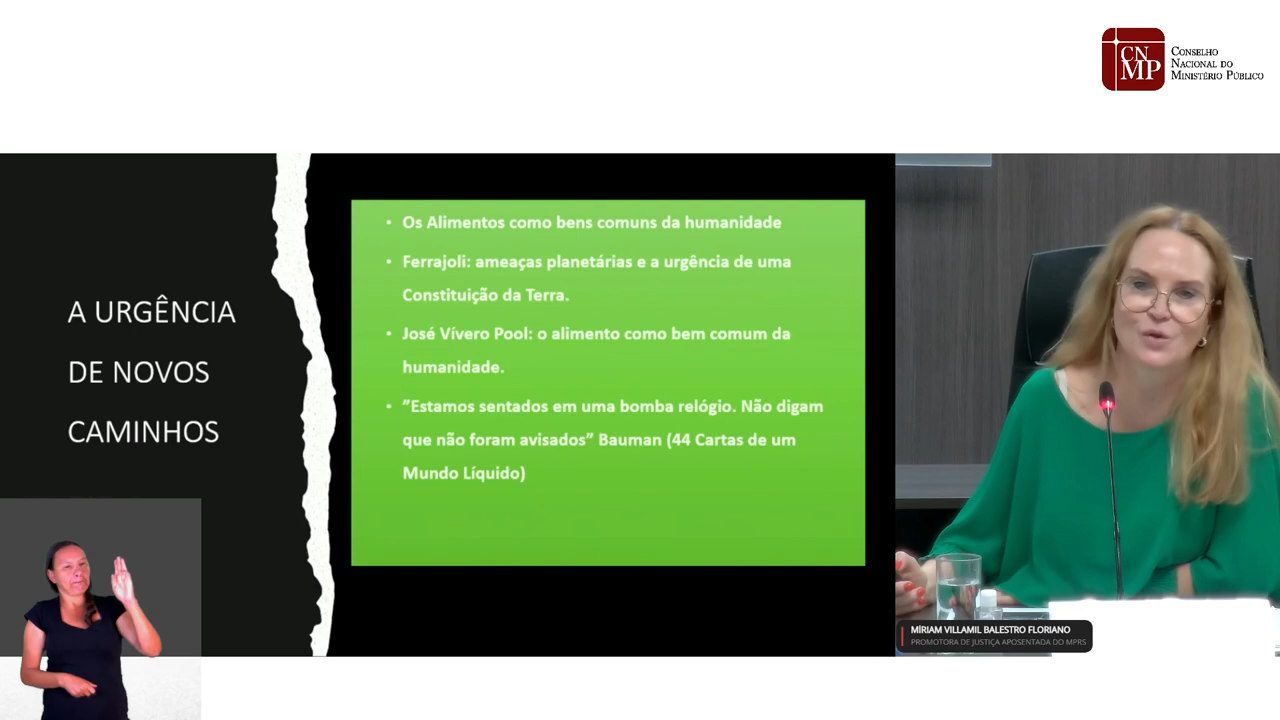 CN
MP
Conselho
Nacional do
Ministério Público
A URGÊNCIA
DE NOVOS
CAMINHOS
• Os Alimentos como bens comuns da humanidade
• Ferrajoli: ameaças planetárias e a urgência de uma
Constituição da Terra.
• José Vívero Pool: o alimento como bem comum da
humanidade.
• ”Estamos sentados em uma bomba relógio. Não digam
que não foram avisados” Bauman (44 Cartas de um
Mundo Líquido)
MÍRIAM VILLAMIL BALESTRO FLORIANO
PROMOTORA DE JUSTIÇA APOSENTADA DO MPRS